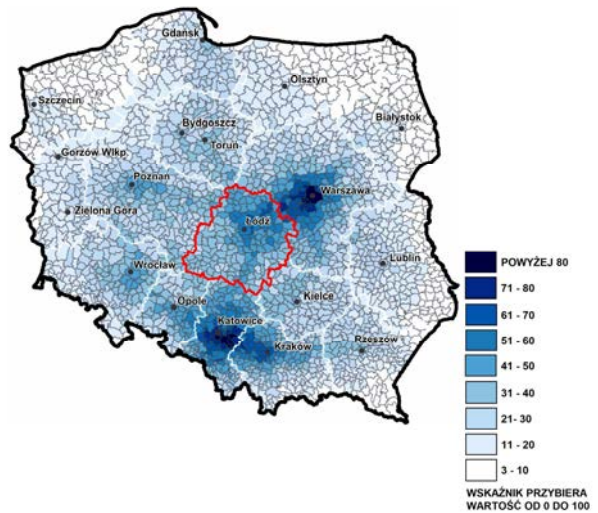 Gdańsk
Olsztyn
Szczecin
Białystok
Bydgoszcz
Toruń
Gorzów Wlkp.
Poznan
Warszawa
Zielona Gora
Łódź
Wrocław
Lublin
Opole
Kielce
Katowice
Kraków
Rzeszów
POWYŻEJ 80
71 - 80
61 - 70
51 - 60
41 - 50
31 - 40
21- 30
11 - 20
3 - 10
WSKAŹNIK PRZYBIERA
WARTOŚĆ OD 0 DO 100